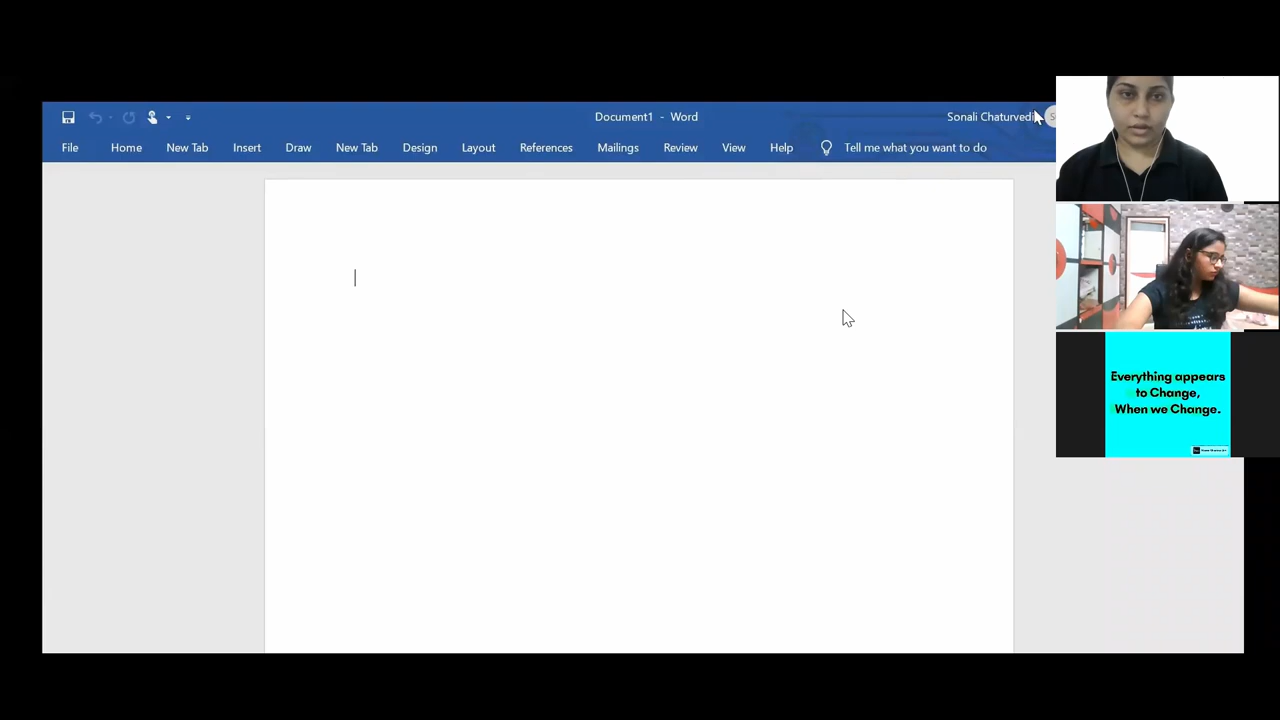 Document1 - Word
Sonali Chaturvedi
S
File Home New Tab Insert Draw New Tab Design Layout References Mailings Review View Help Tell me what you want to do
Everything appears
to Change,
When we Change.